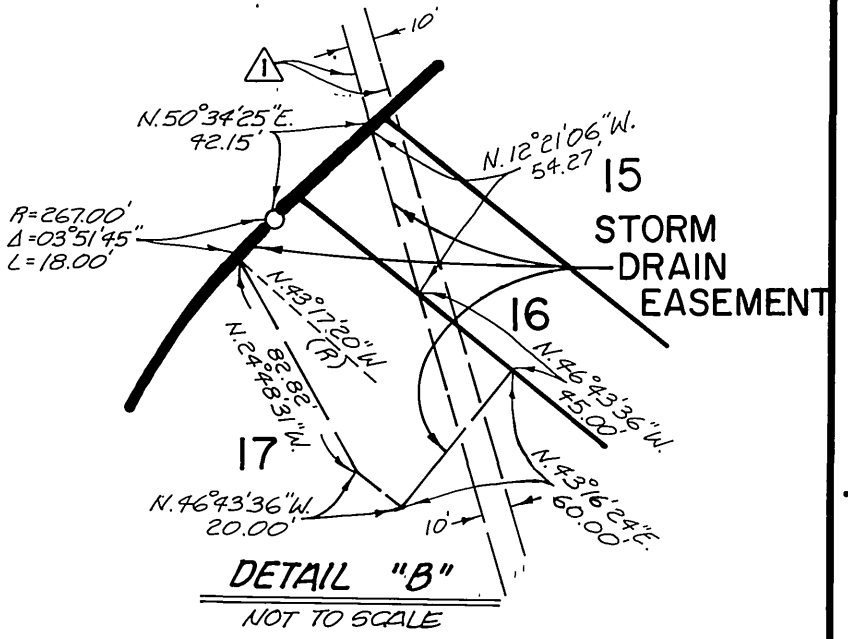 10'
1
N.50°34'25"E.
42.15'
N.12°21'06"W.
54.27'
15
R=267.00'
Δ=03°51'45"
L=18.00'
STORM
DRAIN
EASEMENT
N.43°17'20"W
(R)
16
82.82'
N.24°48'31"W.
N.46°43'36"W.
45.00'
17
N.43°16'24"E.
60.00'
N.46°43'36"W.
20.00'
10'
DETAIL "B"
NOT TO SCALE